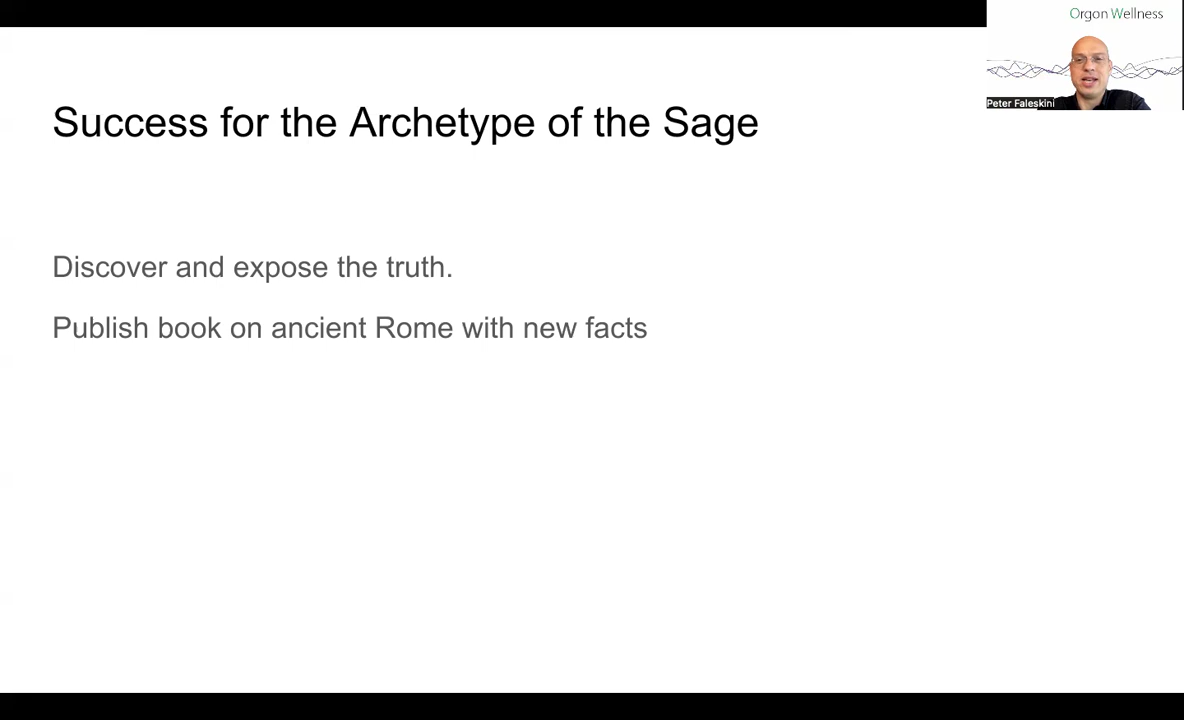 Orgon Wellness
Peter Faleskini
Success for the Archetype of the Sage
Discover and expose the truth.
Publish book on ancient Rome with new facts